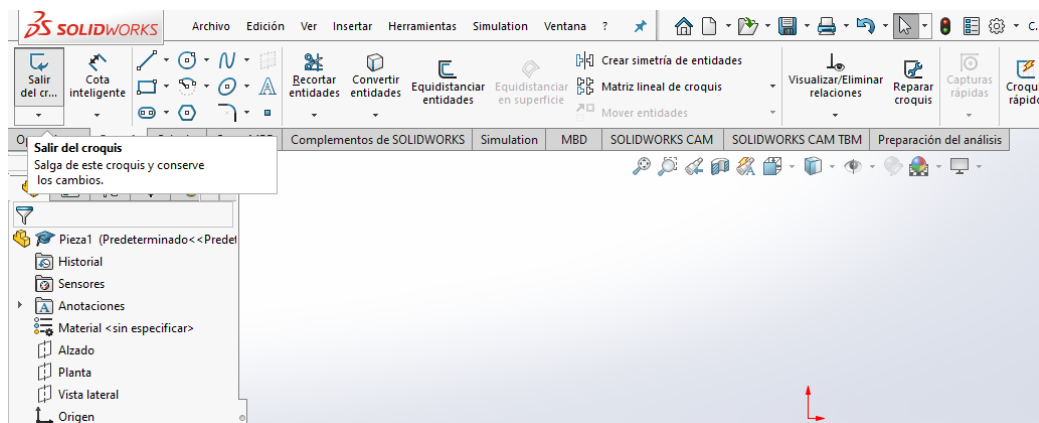 SOLIDWORKS Archivo Edición Ver Insertar Herramientas Simulation Ventana ? C.
Salir del cr...
Cota inteligente
Recortar entidades
Convertir entidades
Equidistanciar entidades
Equidistanciar en superficie
Crear simetría de entidades
Matriz lineal de croquis
Mover entidades
Visualizar/Eliminar relaciones
Reparar croquis
Capturas rápidas
Croqu rápido
Complementos de SOLIDWORKS Simulation MBD SOLIDWORKS CAM SOLIDWORKS CAM TBM Preparación del análisis
Salir del croquis
Salga de este croquis y conserve
los cambios.
Pieza1 (Predeterminado<<Predet
Historial
Sensores
Anotaciones
Material <sin especificar>
Alzado
Planta
Vista lateral
Origen